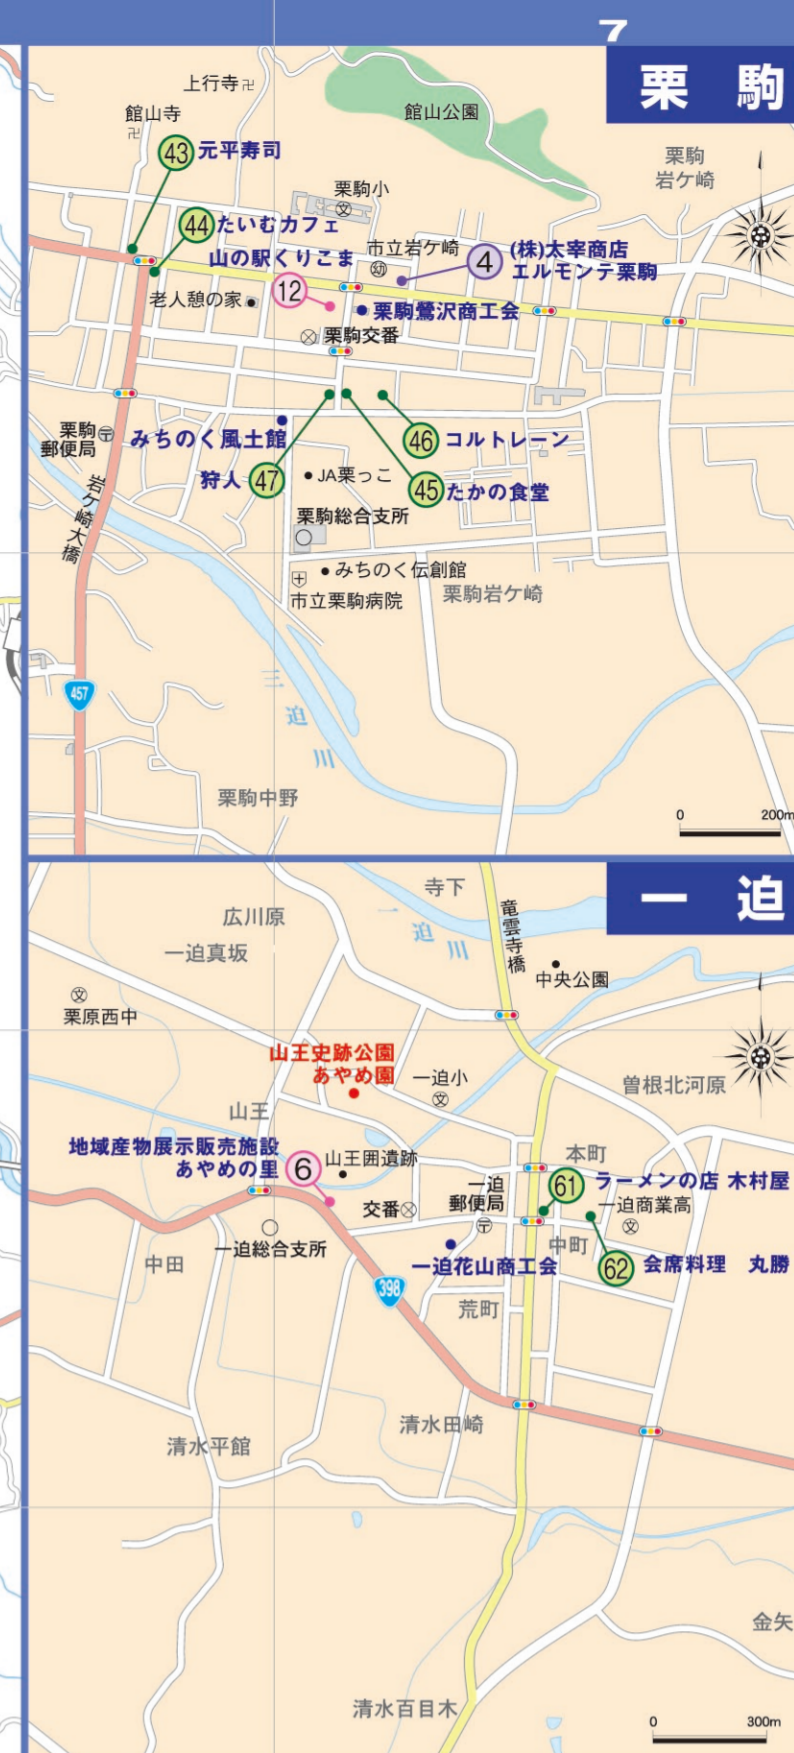 7
栗 駒
上行寺
館山寺
館山公園
43 元平寿司
栗駒
岩ケ崎
栗駒小
文
44 たいむカフェ
山の駅くりこま
市立岩ケ崎
幼
4 (株)太宰商店
エルモンテ栗駒
12
老人憩の家
栗駒鶯沢商工会
栗駒交番
栗駒
郵便局
みちのく風土館
46 コルトレーン
狩人 47
JA栗っこ
45 たかの食堂
岩ケ崎大橋
栗駒総合支所
みちのく伝創館
市立栗駒病院
栗駒岩ケ崎
457
三迫川
栗駒中野
0 200m
一 迫
寺下
広川原
一迫川
竜雲寺橋
一迫真坂
中央公園
文
栗原西中
山王史跡公園
あやめ園
一迫小
文
曽根北河原
山王
地域産物展示販売施設
あやめの里
6
山王囲遺跡
本町
一迫
郵便局
61 ラーメンの店 木村屋
交番
一迫商業高
文
一迫総合支所
中田
中町
一迫花山商工会
62 会席料理 丸勝
398
荒町
清水田崎
清水平館
金矢
清水百目木
0 300m